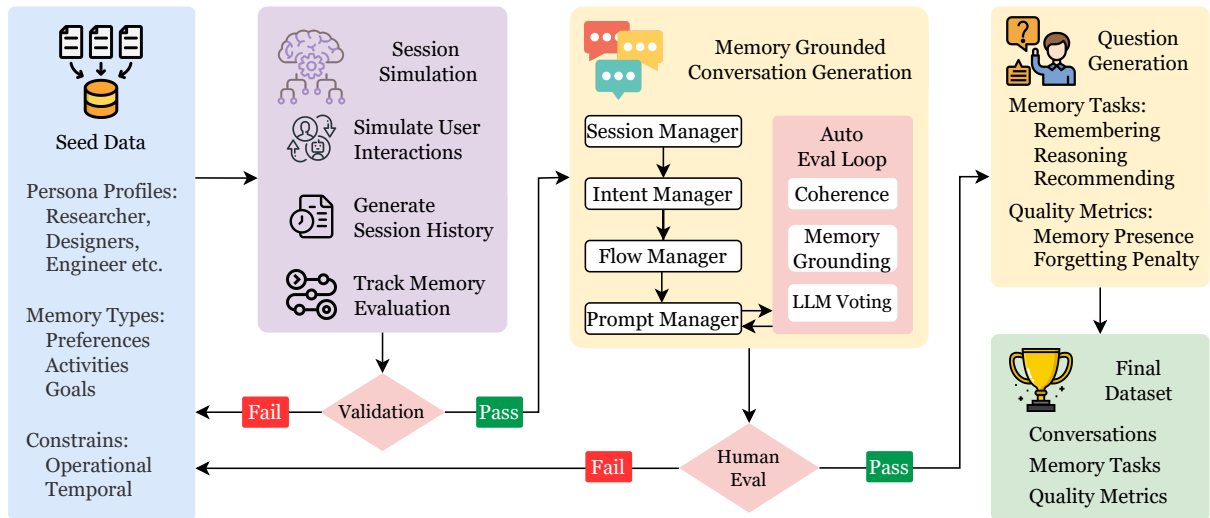 Seed Data
Persona Profiles:
Researcher,
Designers,
Engineer etc.
Memory Types:
Preferences
Activities
Goals
Constrains:
Operational
Temporal
Session
Simulation
Simulate User
Interactions
Generate
Session History
Track Memory
Evaluation
Validation
Fail
Pass
Memory Grounded
Conversation Generation
Session Manager
Intent Manager
Flow Manager
Prompt Manager
Auto
Eval Loop
Coherence
Memory
Grounding
LLM Voting
Human
Eval
Fail
Pass
Question
Generation
Memory Tasks:
Remembering
Reasoning
Recommending
Quality Metrics:
Memory Presence
Forgetting Penalty
Final
Dataset
Conversations
Memory Tasks
Quality Metrics